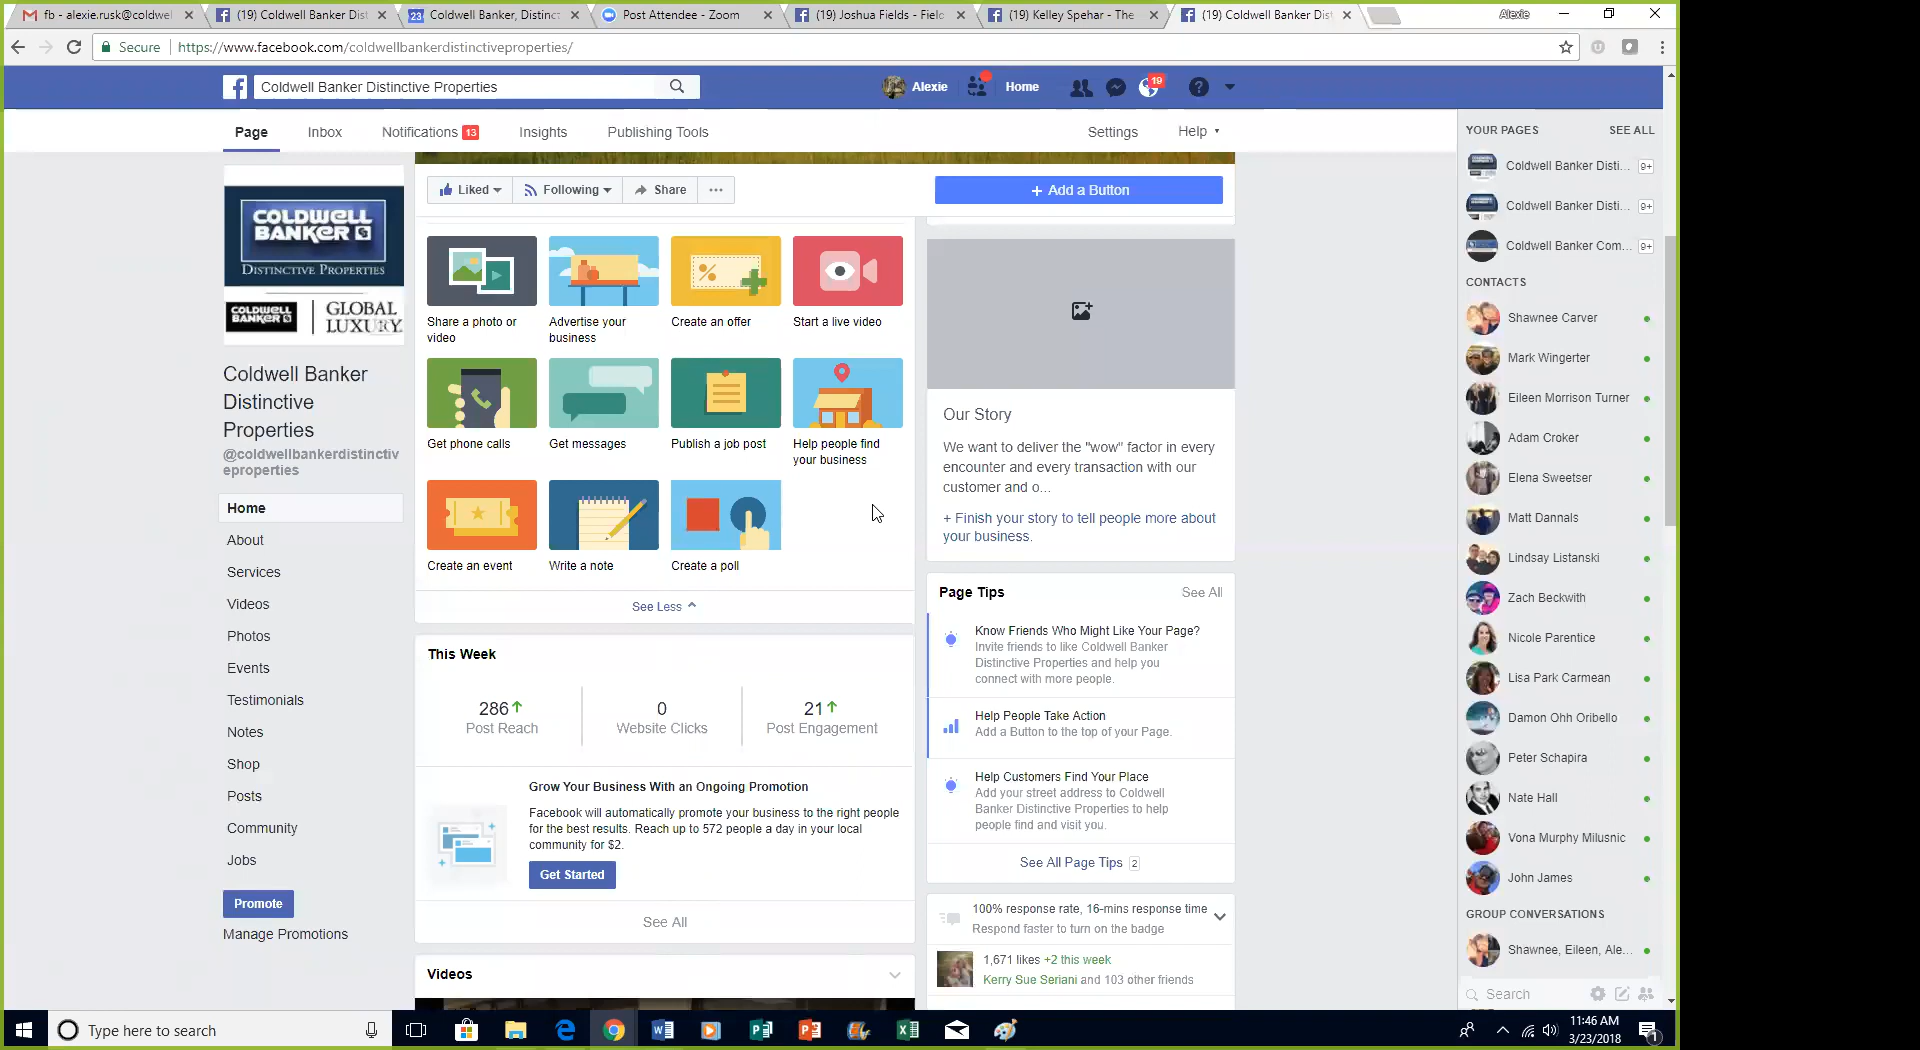 fb - alexie.rusk@coldwel
(19) Coldwell Banker Dist
Coldwell Banker, Distinct
Post Attendee - Zoom
(19) Joshua Fields - Field
(19) Kelley Spehar - The
(19) Coldwell Banker Dist
Alexie
Secure
https://www.facebook.com/coldwellbankerdistinctiveproperties/
Coldwell Banker Distinctive Properties
Alexie
Home
19
Page
Inbox
Notifications 13
Insights
Publishing Tools
Settings
Help
COLDWELL
BANKER
DISTINCTIVE PROPERTIES
COLDWELL
BANKER
GLOBAL
LUXURY
Coldwell Banker
Distinctive
Properties
@coldwellbankerdistinctiv
eproperties
Home
About
Services
Videos
Photos
Events
Testimonials
Notes
Shop
Posts
Community
Jobs
Promote
Manage Promotions
Liked
Following
Share
+ Add a Button
Share a photo or
video
Advertise your
business
Create an offer
Start a live video
Get phone calls
Get messages
Publish a job post
Help people find
your business
Create an event
Write a note
Create a poll
See Less
This Week
286
Post Reach
0
Website Clicks
21
Post Engagement
Grow Your Business With an Ongoing Promotion
Facebook will automatically promote your business to the right people
for the best results. Reach up to 572 people a day in your local
community for $2.
Get Started
See All
Videos
Our Story
We want to deliver the "wow" factor in every
encounter and every transaction with our
customer and o...
+ Finish your story to tell people more about
your business.
Page Tips
See All
Know Friends Who Might Like Your Page?
Invite friends to like Coldwell Banker
Distinctive Properties and help you
connect with more people.
Help People Take Action
Add a Button to the top of your Page.
Help Customers Find Your Place
Add your street address to Coldwell
Banker Distinctive Properties to help
people find and visit you.
See All Page Tips 2
100% response rate, 16-mins response time
Respond faster to turn on the badge
1,671 likes +2 this week
Kerry Sue Seriani and 103 other friends
YOUR PAGES
SEE ALL
Coldwell Banker Disti... 9+
Coldwell Banker Disti... 9+
Coldwell Banker Com... 9+
CONTACTS
Shawnee Carver
Mark Wingerter
Eileen Morrison Turner
Adam Croker
Elena Sweetser
Matt Dannals
Lindsay Listanski
Zach Beckwith
Nicole Parentice
Lisa Park Carmean
Damon Ohh Oribello
Peter Schapira
Nate Hall
Vona Murphy Milusnic
John James
GROUP CONVERSATIONS
Shawnee, Eileen, Ale...
Search
Type here to search
11:46 AM
3/23/2018
1